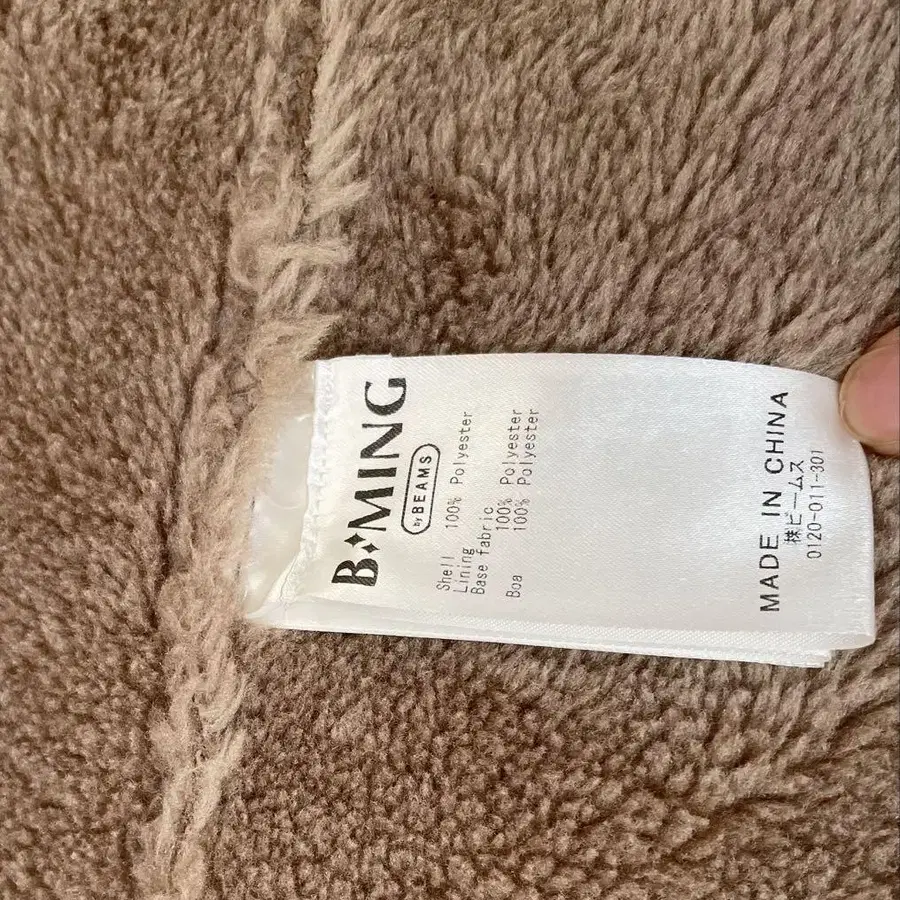 B✦MING
by BEAMS
Shell 100% Polyester
Lining
Base fabric 100% Polyester
Boa 100% Polyester
MADE IN CHINA
㈱ビームス
0120-011-301